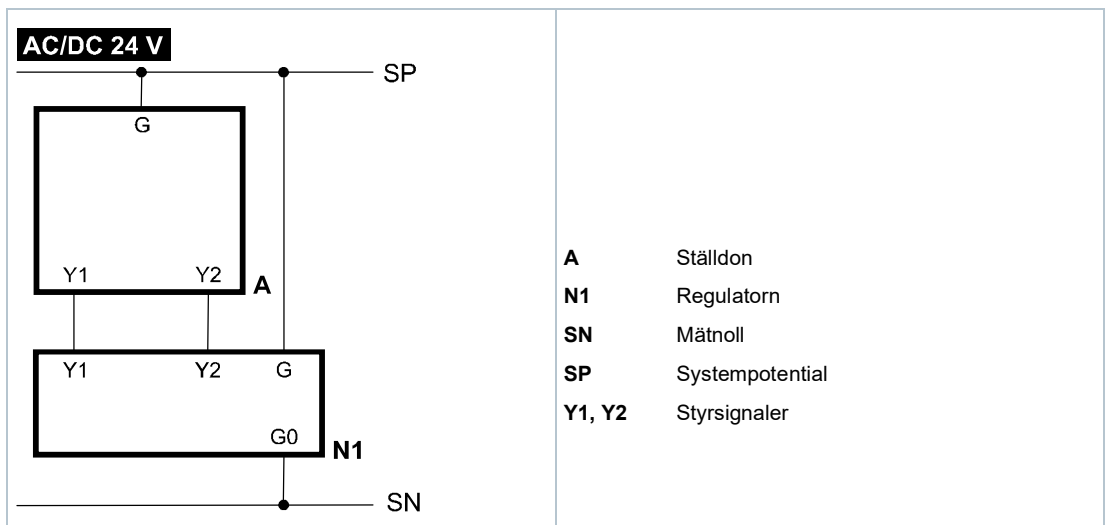 AC/DC 24 V
SP
G
Y1 Y2
A
Y1 Y2 G
G0
N1
SN
A Ställdon
N1 Regulatorn
SN Mätnoll
SP Systempotential
Y1, Y2 Styrsignaler